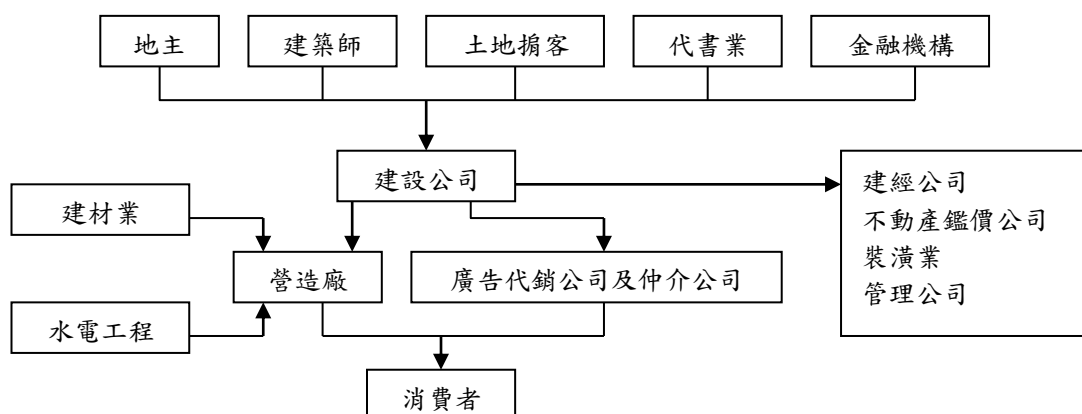 地主
建築師
土地掮客
代書業
金融機構
建設公司
建經公司
不動產鑑價公司
裝潢業
管理公司
建材業
營造廠
廣告代銷公司及仲介公司
水電工程
消費者